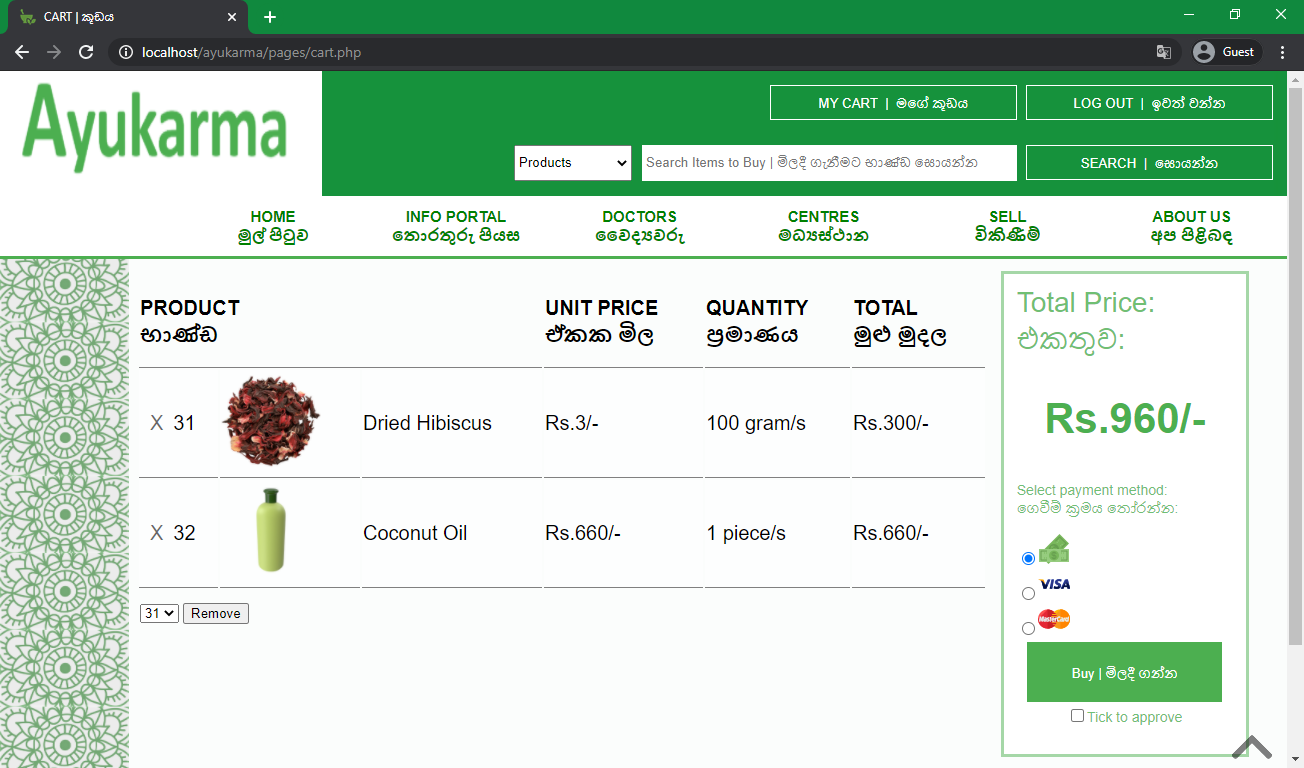 CART | කූඩය
localhost/ayukarma/pages/cart.php
Guest
Ayukarma
MY CART | මගේ කූඩය
LOG OUT | ඉවත් වන්න
Products
Search Items to Buy | මිලදී ගැනීමට භාණ්ඩ සොයන්න
SEARCH | සොයන්න
HOME
මුල් පිටුව
INFO PORTAL
තොරතුරු පියස
DOCTORS
වෛද්‍යවරු
CENTRES
මධ්‍යස්ථාන
SELL
විකිණීම්
ABOUT US
අප පිළිබඳ
PRODUCT
භාණ්ඩ
UNIT PRICE
ඒකක මිල
QUANTITY
ප්‍රමාණය
TOTAL
මුළු මුදල
X 31 Dried Hibiscus Rs.3/- 100 gram/s Rs.300/-
X 32 Coconut Oil Rs.660/- 1 piece/s Rs.660/-
31 Remove
Total Price:
එකතුව:
Rs.960/-
Select payment method:
ගෙවීම් ක්‍රමය තෝරන්න:
VISA
MasterCard
Buy | මිලදී ගන්න
Tick to approve